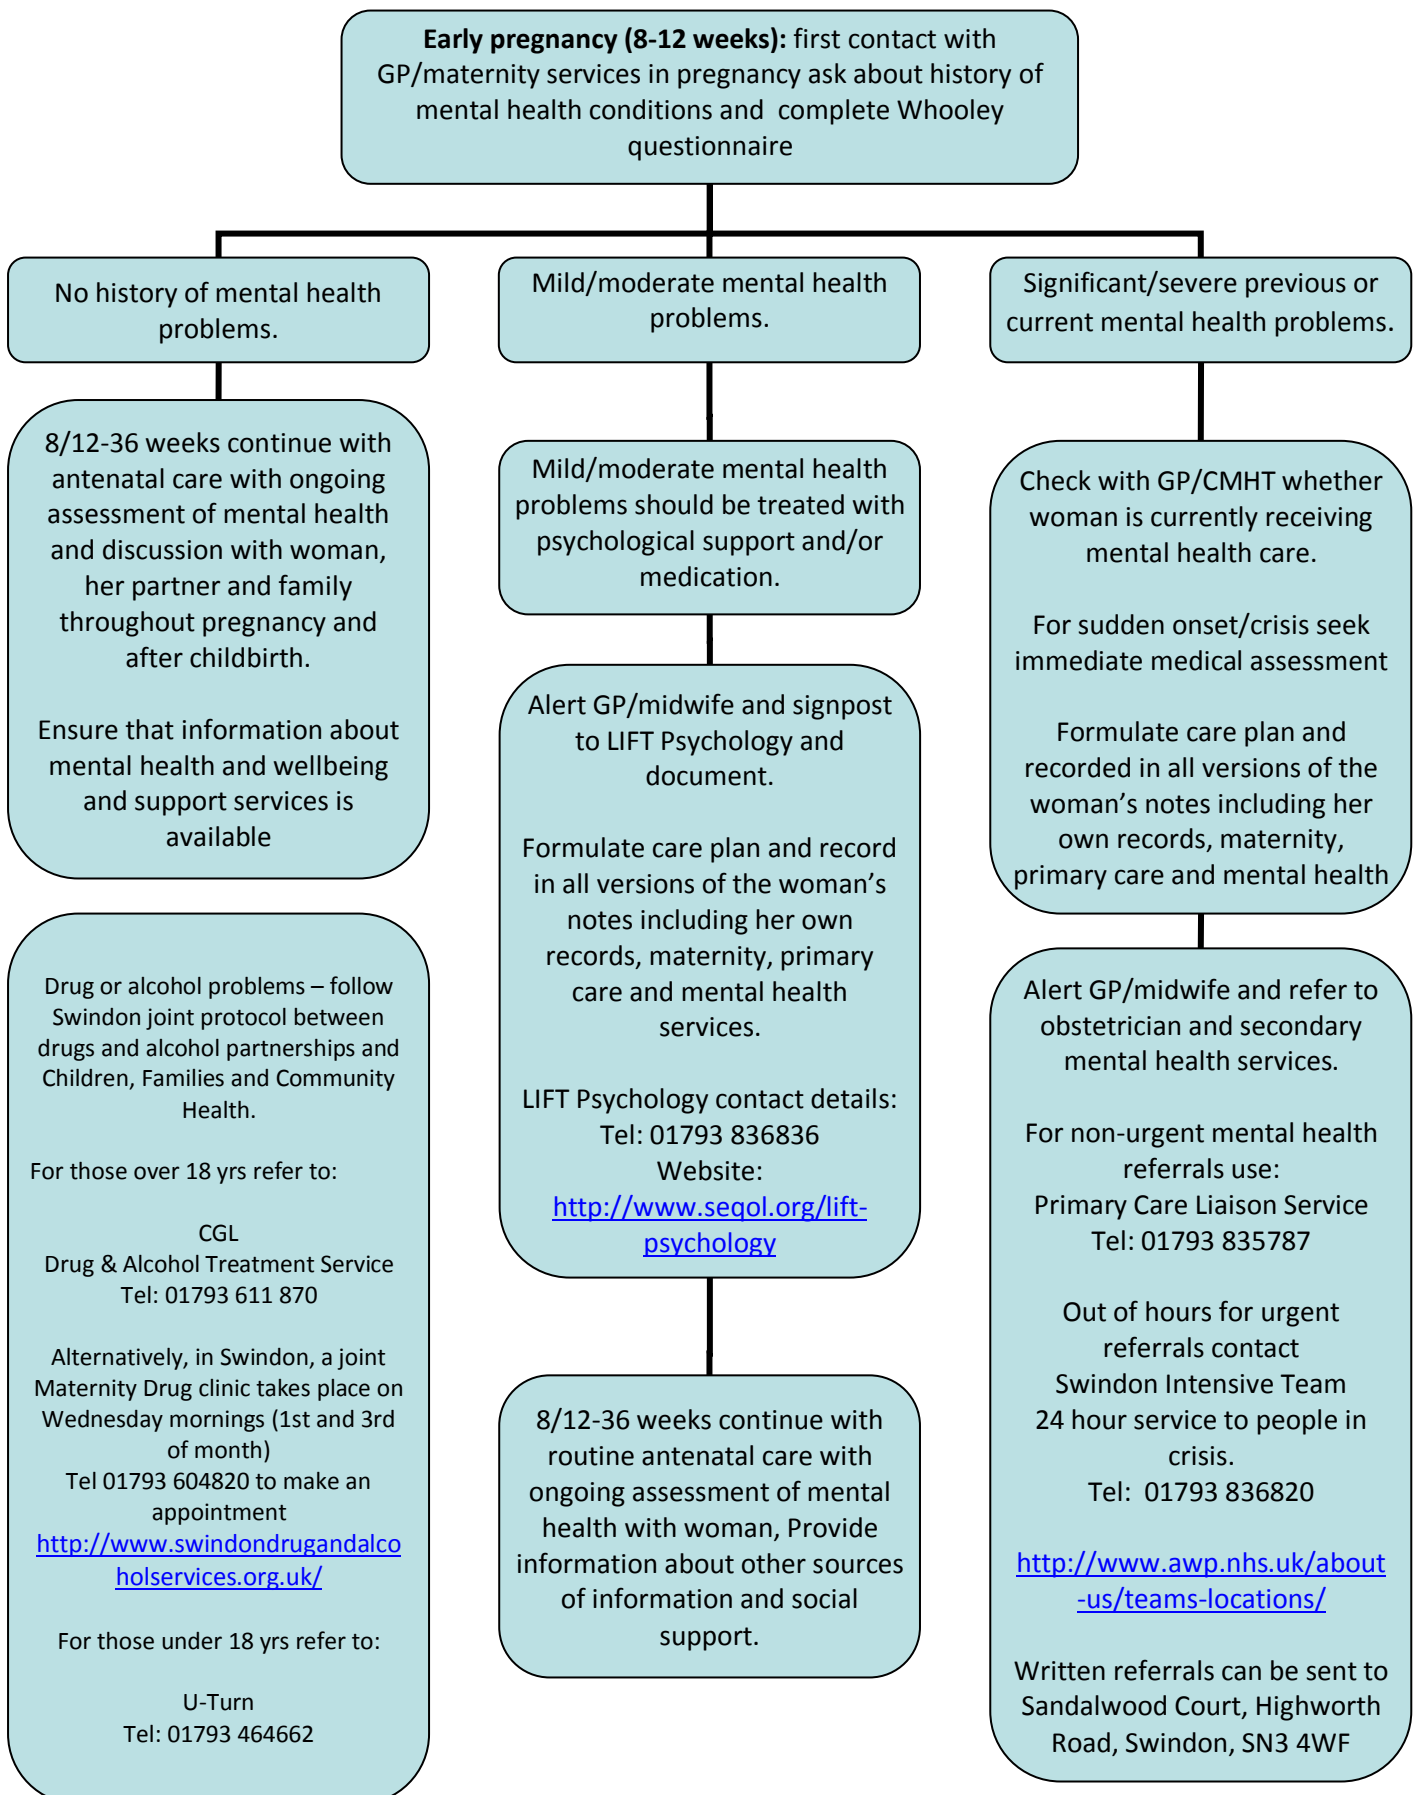 Early pregnancy (8-12 weeks): first contact with
GP/maternity services in pregnancy ask about history of
mental health conditions and complete Whooley
questionnaire
No history of mental health
problems.
8/12-36 weeks continue with
antenatal care with ongoing
assessment of mental health
and discussion with woman,
her partner and family
throughout pregnancy and
after childbirth.
Ensure that information about
mental health and wellbeing
and support services is
available
Drug or alcohol problems – follow
Swindon joint protocol between
drugs and alcohol partnerships and
Children, Families and Community
Health.
For those over 18 yrs refer to:
CGL
Drug & Alcohol Treatment Service
Tel: 01793 611 870
Alternatively, in Swindon, a joint
Maternity Drug clinic takes place on
Wednesday mornings (1st and 3rd
of month)
Tel 01793 604820 to make an
appointment
http://www.swindondrugandalco
holservices.org.uk/
For those under 18 yrs refer to:
U-Turn
Tel: 01793 464662
Mild/moderate mental health
problems.
Mild/moderate mental health
problems should be treated with
psychological support and/or
medication.
Alert GP/midwife and signpost
to LIFT Psychology and
document.
Formulate care plan and record
in all versions of the woman’s
notes including her own
records, maternity, primary
care and mental health
services.
LIFT Psychology contact details:
Tel: 01793 836836
Website:
http://www.seqol.org/lift-
psychology
8/12-36 weeks continue with
routine antenatal care with
ongoing assessment of mental
health with woman, Provide
information about other sources
of information and social
support.
Significant/severe previous or
current mental health problems.
Check with GP/CMHT whether
woman is currently receiving
mental health care.
For sudden onset/crisis seek
immediate medical assessment
Formulate care plan and
recorded in all versions of the
woman’s notes including her
own records, maternity,
primary care and mental health
Alert GP/midwife and refer to
obstetrician and secondary
mental health services.
For non-urgent mental health
referrals use:
Primary Care Liaison Service
Tel: 01793 835787
Out of hours for urgent
referrals contact
Swindon Intensive Team
24 hour service to people in
crisis.
Tel: 01793 836820
http://www.awp.nhs.uk/about
-us/teams-locations/
Written referrals can be sent to
Sandalwood Court, Highworth
Road, Swindon, SN3 4WF